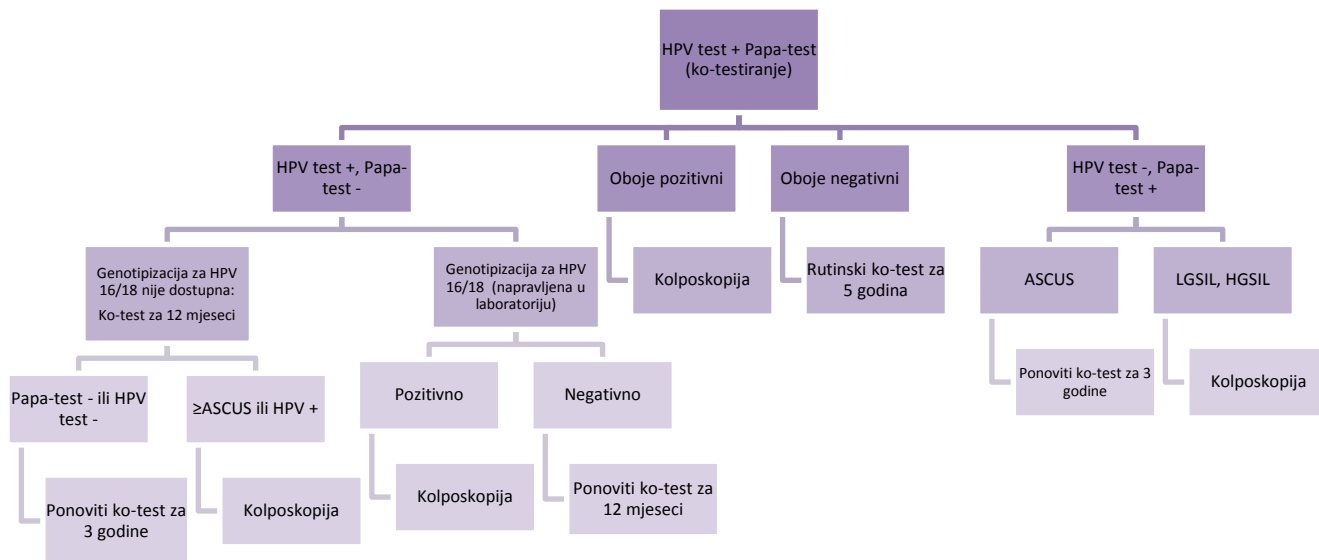 HPV test + Papa-test
(ko-testiranje)
HPV test +, Papa-
test -
Oboje pozitivni
Oboje negativni
HPV test -, Papa-
test +
Genotipizacija za HPV
16/18 nije dostupna:
Ko-test za 12 mjeseci
Genotipizacija za HPV
16/18 (napravljena u
laboratoriju)
Kolposkopija
Rutinski ko-test za
5 godina
ASCUS
LGSIL, HGSIL
Papa-test - ili HPV
test -
≥ASCUS ili HPV +
Pozitivno
Negativno
Ponoviti ko-test za 3
godine
Kolposkopija
Ponoviti ko-test za
3 godine
Kolposkopija
Kolposkopija
Ponoviti ko-test za
12 mjeseci